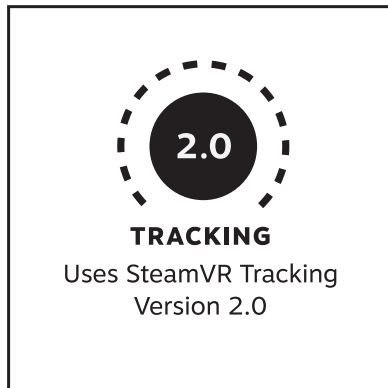 2.0
TRACKING
Uses SteamVR Tracking
Version 2.0